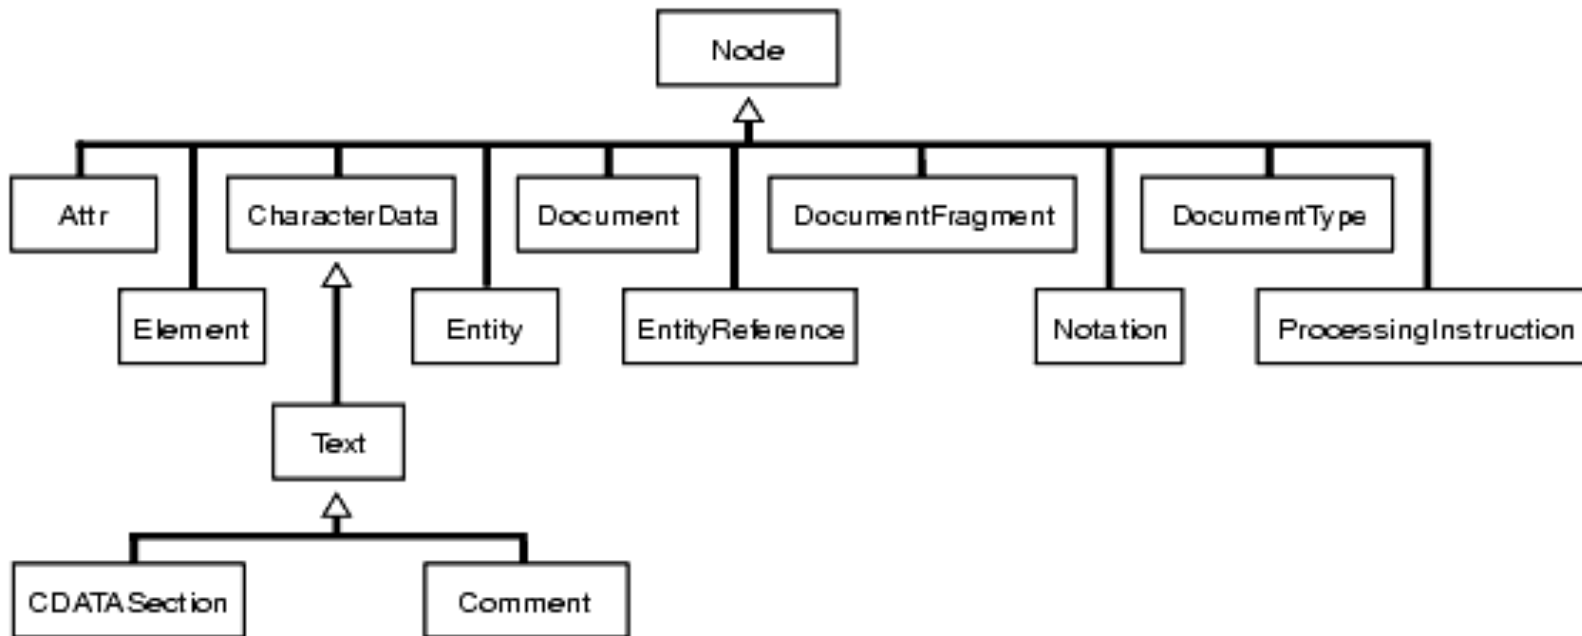 Node
Attr
CharacterData
Document
DocumentFragment
DocumentType
Element
Entity
EntityReference
Notation
ProcessingInstruction
Text
CDATASection
Comment